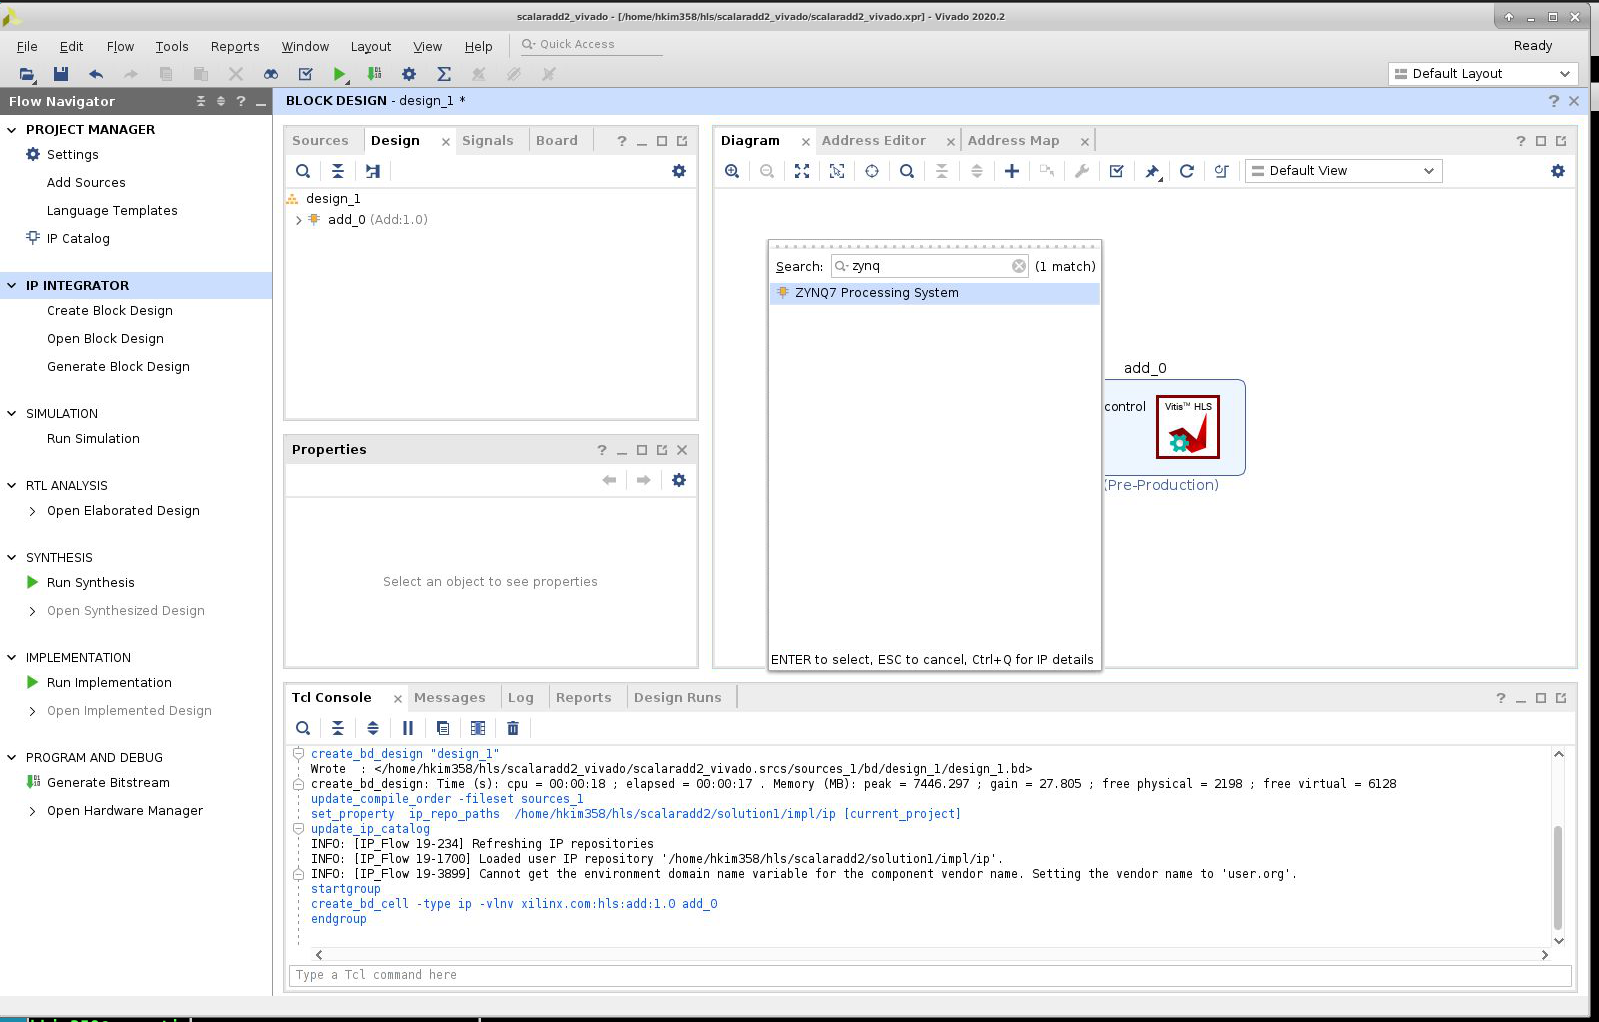 scalaradd2_vivado - [/home/hkim358/hls/scalaradd2_vivado/scalaradd2_vivado.xpr] - Vivado 2020.2
File Edit Flow Tools Reports Window Layout View Help Quick Access Ready
Default Layout
Flow Navigator
PROJECT MANAGER
Settings
Add Sources
Language Templates
IP Catalog
IP INTEGRATOR
Create Block Design
Open Block Design
Generate Block Design
SIMULATION
Run Simulation
RTL ANALYSIS
Open Elaborated Design
SYNTHESIS
Run Synthesis
Open Synthesized Design
IMPLEMENTATION
Run Implementation
Open Implemented Design
PROGRAM AND DEBUG
Generate Bitstream
Open Hardware Manager
BLOCK DESIGN - design_1 *
Sources Design Signals Board
design_1
add_0 (Add:1.0)
Properties
Select an object to see properties
Diagram Address Editor Address Map
Default View
Search: zynq (1 match)
ZYNQ7 Processing System
ENTER to select, ESC to cancel, Ctrl+Q for IP details
add_0
control
Vitis™ HLS
(Pre-Production)
Tcl Console Messages Log Reports Design Runs
create_bd_design "design_1"
Wrote  : </home/hkim358/hls/scalaradd2_vivado/scalaradd2_vivado.srcs/sources_1/bd/design_1/design_1.bd>
create_bd_design: Time (s): cpu = 00:00:18 ; elapsed = 00:00:17 . Memory (MB): peak = 7446.297 ; gain = 27.805 ; free physical = 2198 ; free virtual = 6128
update_compile_order -fileset sources_1
set_property  ip_repo_paths  /home/hkim358/hls/scalaradd2/solution1/impl/ip [current_project]
update_ip_catalog
INFO: [IP_Flow 19-234] Refreshing IP repositories
INFO: [IP_Flow 19-1700] Loaded user IP repository '/home/hkim358/hls/scalaradd2/solution1/impl/ip'.
INFO: [IP_Flow 19-3899] Cannot get the environment domain name variable for the component vendor name. Setting the vendor name to 'user.org'.
startgroup
create_bd_cell -type ip -vlnv xilinx.com:hls:add:1.0 add_0
endgroup
Type a Tcl command here